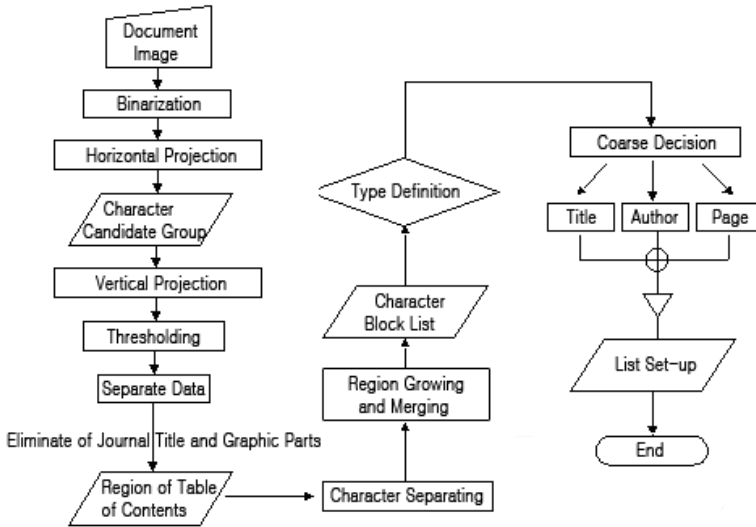 Document
Image
Binarization
Horizontal Projection
Character
Candidate Group
Vertical Projection
Thresholding
Separate Data
Eliminate of Journal Title and Graphic Parts
Region of Table
of Contents
Character Separating
Region Growing
and Merging
Character
Block List
Type Definition
Coarse Decision
Title
Author
Page
List Set-up
End